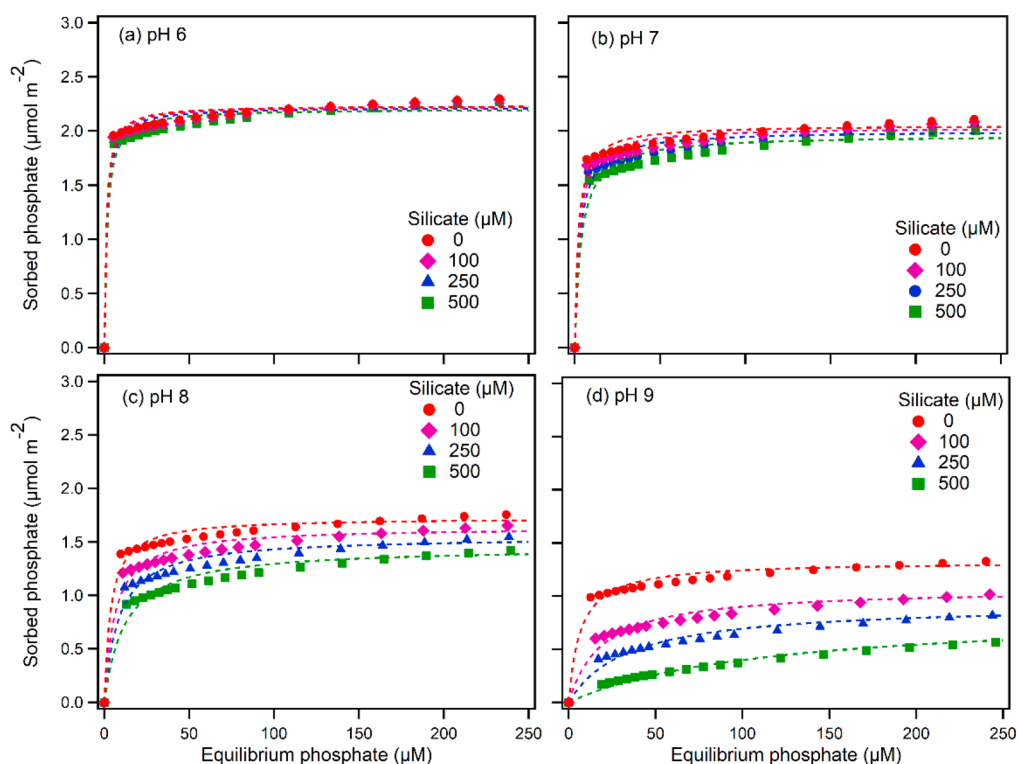 (a) pH 6
(b) pH 7
3.0
2.5
2.0
1.5
1.0
0.5
0.0
Sorbed phosphate (µmol m⁻²)
Silicate (µM)
0
100
250
500
Silicate (µM)
0
100
250
500
(c) pH 8
(d) pH 9
3.0
2.5
2.0
1.5
1.0
0.5
0.0
Sorbed phosphate (µmol m⁻²)
Silicate (µM)
0
100
250
500
Silicate (µM)
0
100
250
500
0 50 100 150 200 250
0 50 100 150 200 250
Equilibrium phosphate (µM)
Equilibrium phosphate (µM)